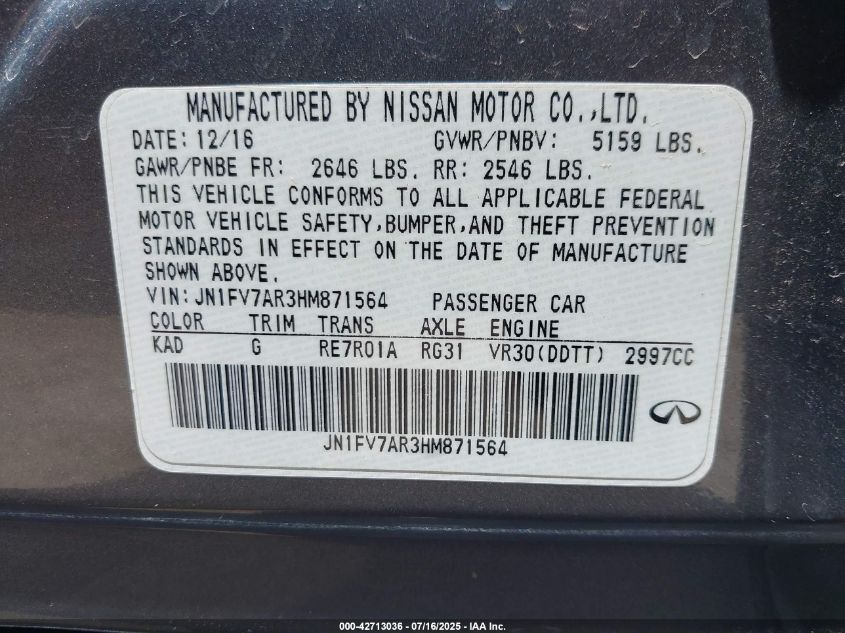 MANUFACTURED BY NISSAN MOTOR CO.,LTD.
DATE: 12/16 GVWR/PNBV: 5159 LBS.
GAWR/PNBE FR: 2646 LBS. RR: 2546 LBS.
THIS VEHICLE CONFORMS TO ALL APPLICABLE FEDERAL
MOTOR VEHICLE SAFETY,BUMPER,AND THEFT PREVENTION
STANDARDS IN EFFECT ON THE DATE OF MANUFACTURE
SHOWN ABOVE.
VIN: JN1FV7AR3HM871564 PASSENGER CAR
COLOR TRIM TRANS AXLE ENGINE
KAD G RE7R01A RG31 VR30(DDTT) 2997CC
JN1FV7AR3HM871564
000-42713036 - 07/16/2025 - IAA Inc.